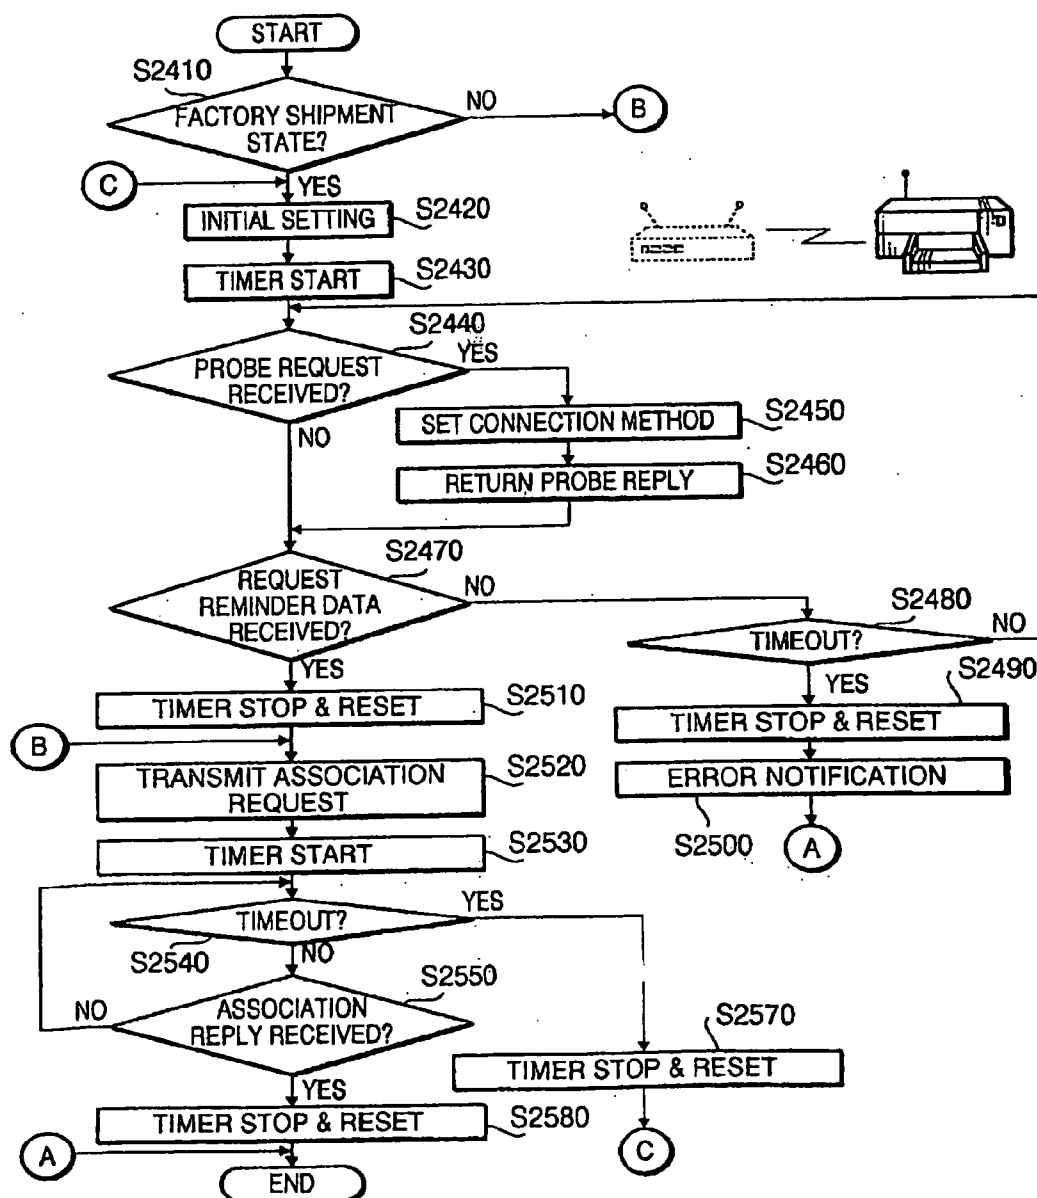 START
S2410
FACTORY SHIPMENT
STATE?
NO
B
C
YES
INITIAL SETTING
S2420
TIMER START
S2430
S2440
PROBE REQUEST
RECEIVED?
YES
NO
SET CONNECTION METHOD
S2450
RETURN PROBE REPLY
S2460
S2470
REQUEST
REMINDER DATA
RECEIVED?
NO
YES
S2480
TIMEOUT?
NO
YES
S2490
TIMER STOP & RESET
ERROR NOTIFICATION
S2500
A
TIMER STOP & RESET
S2510
B
TRANSMIT ASSOCIATION
REQUEST
S2520
TIMER START
S2530
TIMEOUT?
YES
S2540
NO
S2550
ASSOCIATION
REPLY RECEIVED?
NO
YES
S2570
TIMER STOP & RESET
C
TIMER STOP & RESET
S2580
A
END